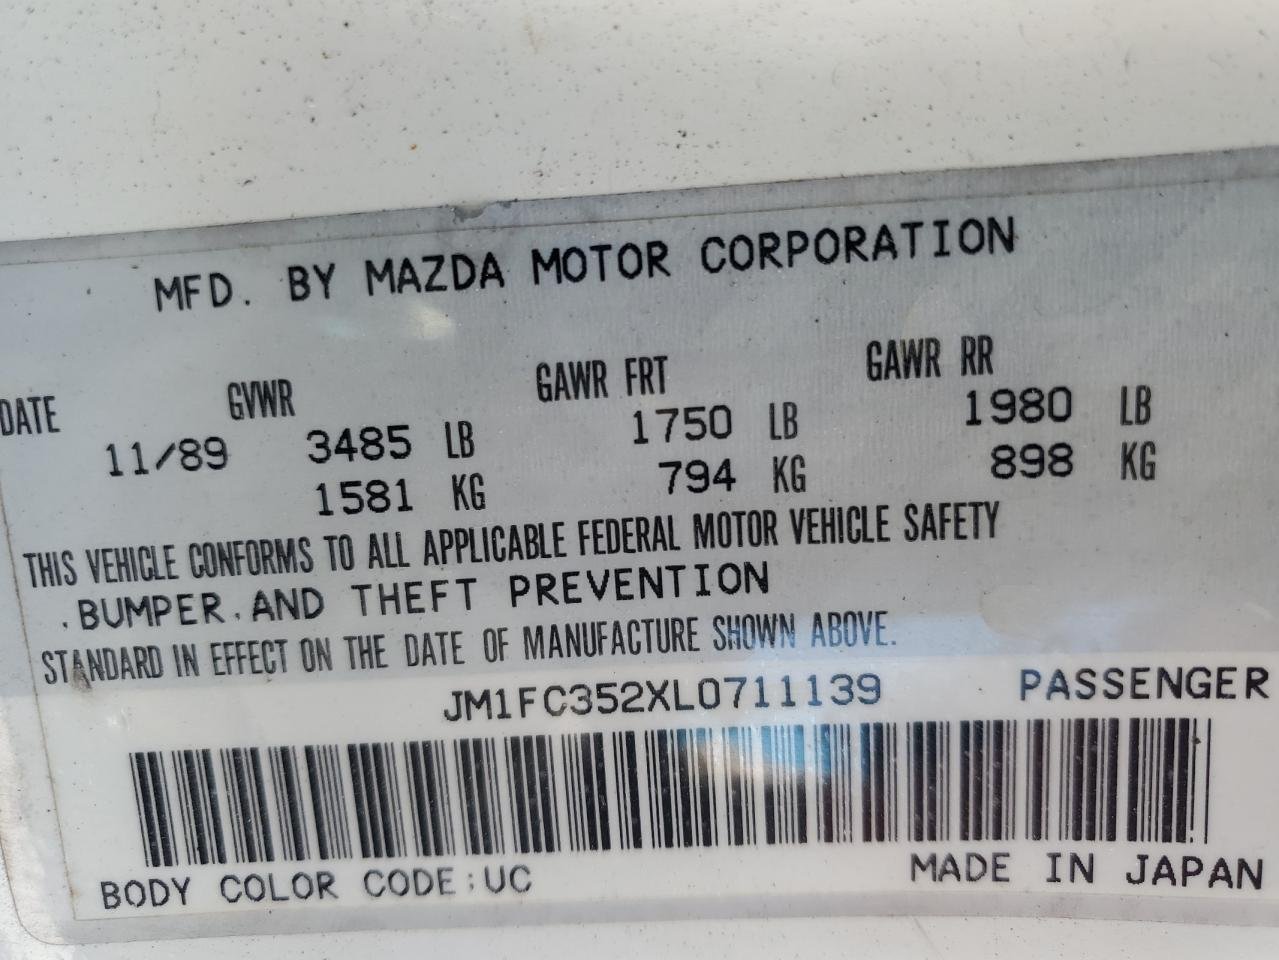 MFD. BY MAZDA MOTOR CORPORATION
DATE GVWR GAWR FRT GAWR RR
11/89 3485 LB 1750 LB 1980 LB
1581 KG 794 KG 898 KG
THIS VEHICLE CONFORMS TO ALL APPLICABLE FEDERAL MOTOR VEHICLE SAFETY
.BUMPER.AND THEFT PREVENTION
STANDARD IN EFFECT ON THE DATE OF MANUFACTURE SHOWN ABOVE.
JM1FC352XL0711139 PASSENGER
BODY COLOR CODE:UC MADE IN JAPAN